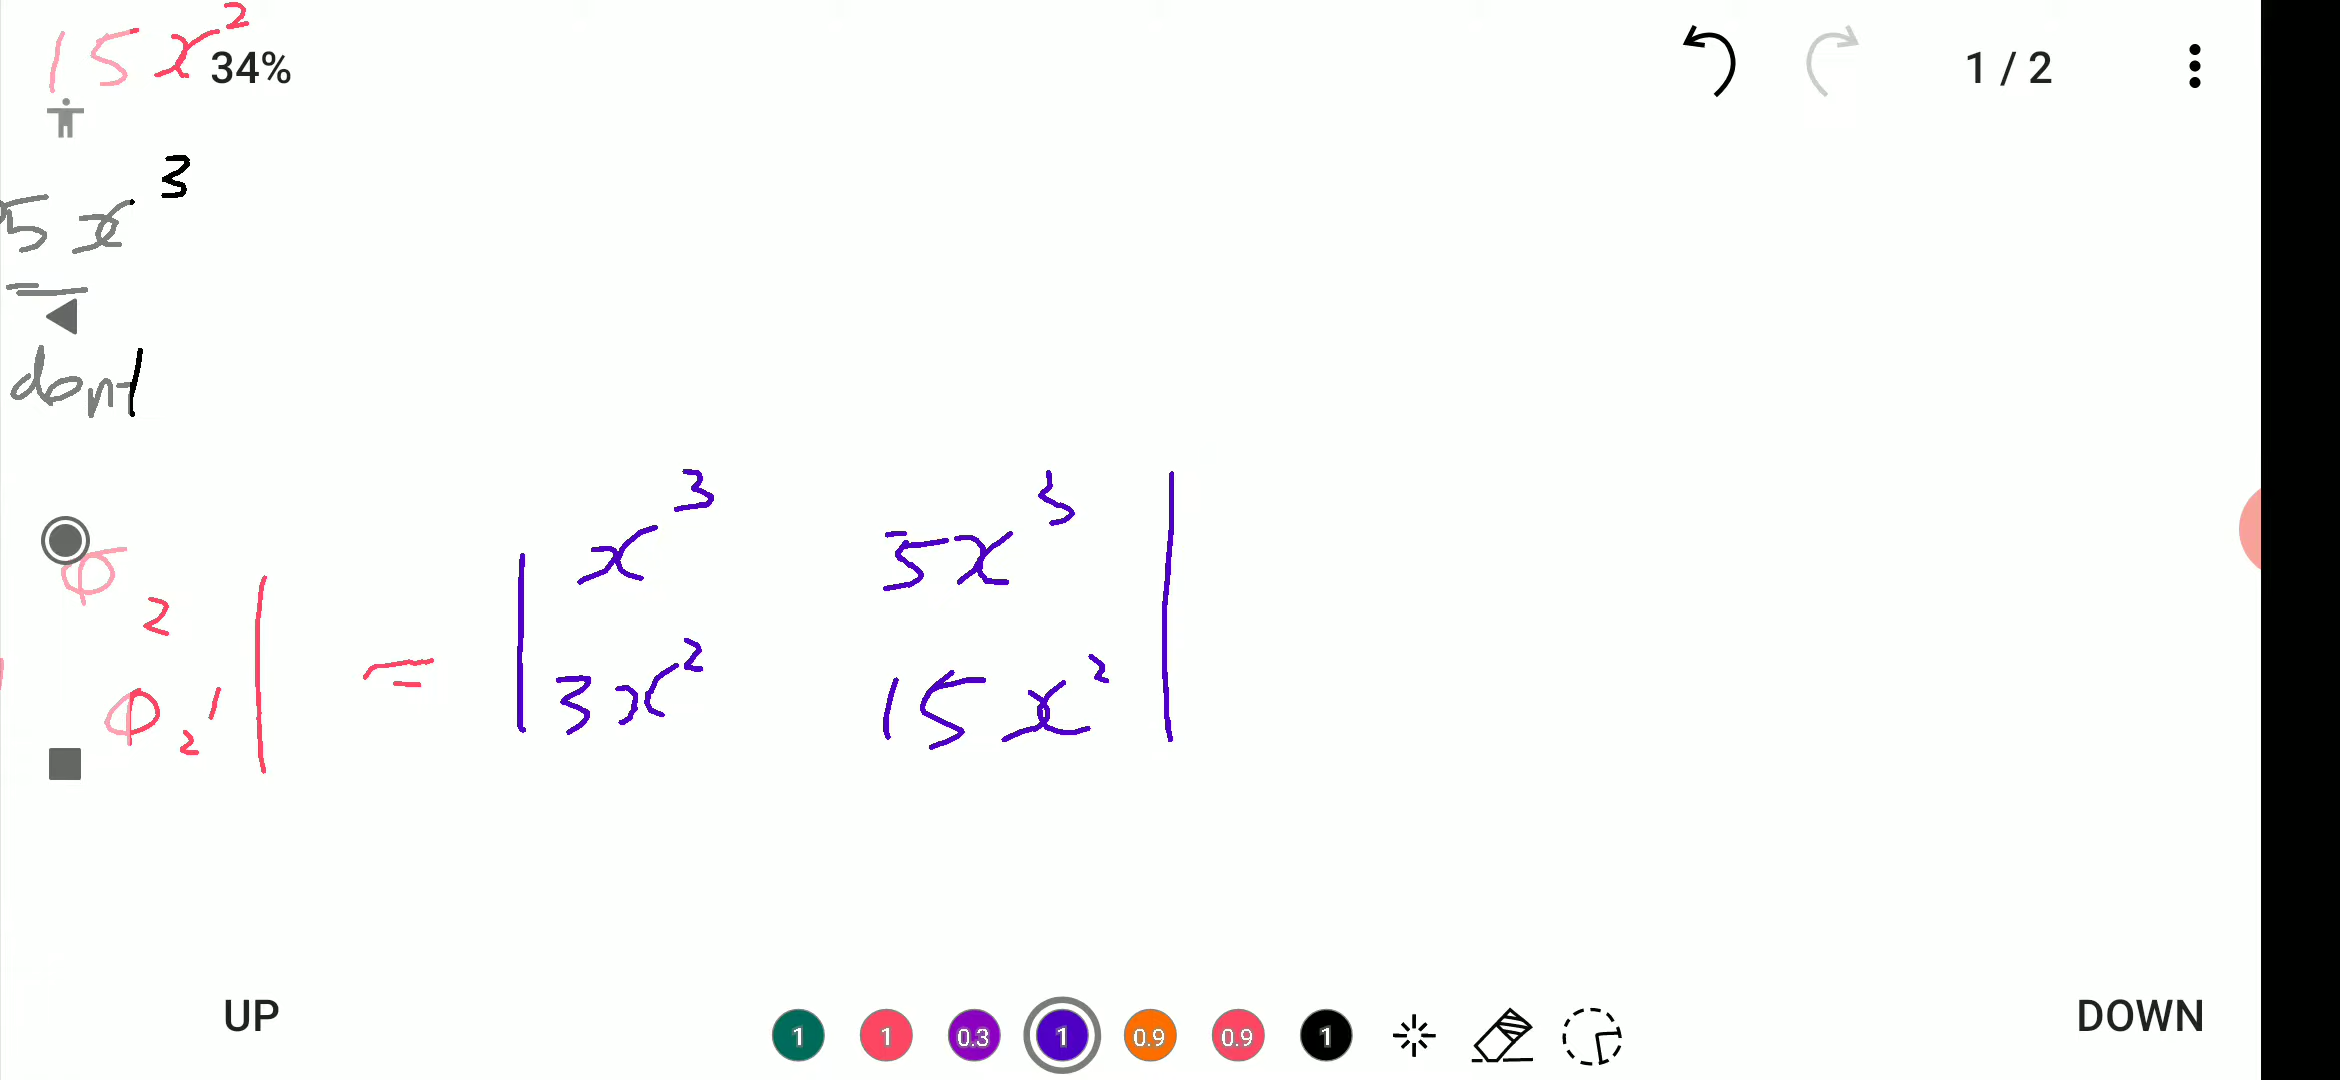 15x²
34%
1 / 2
5x³
dont
x³ 5x³
φ₂
φ₂' | = | |
3x² 15x²
UP
1 1 0.3 1 0.9 0.9 1
DOWN